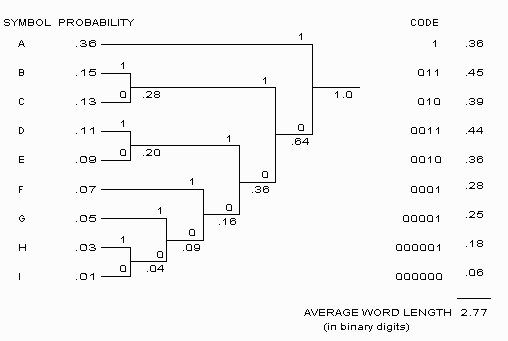 SYMBOL PROBABILITY CODE
1
A .36 1 .36
1
B .15 1 011 .45
0 .28 1.0
C .13 010 .39
1 0
D .11 1 .64 0011 .44
0 .20 0
E .09 0010 .36
1 .36
F .07 0001 .28
1 0
G .05 .16 00001 .25
1 0
H .03 0 .09 000001 .18
0 .04
I .01 000000 .06
AVERAGE WORD LENGTH 2.77
(in binary digits)